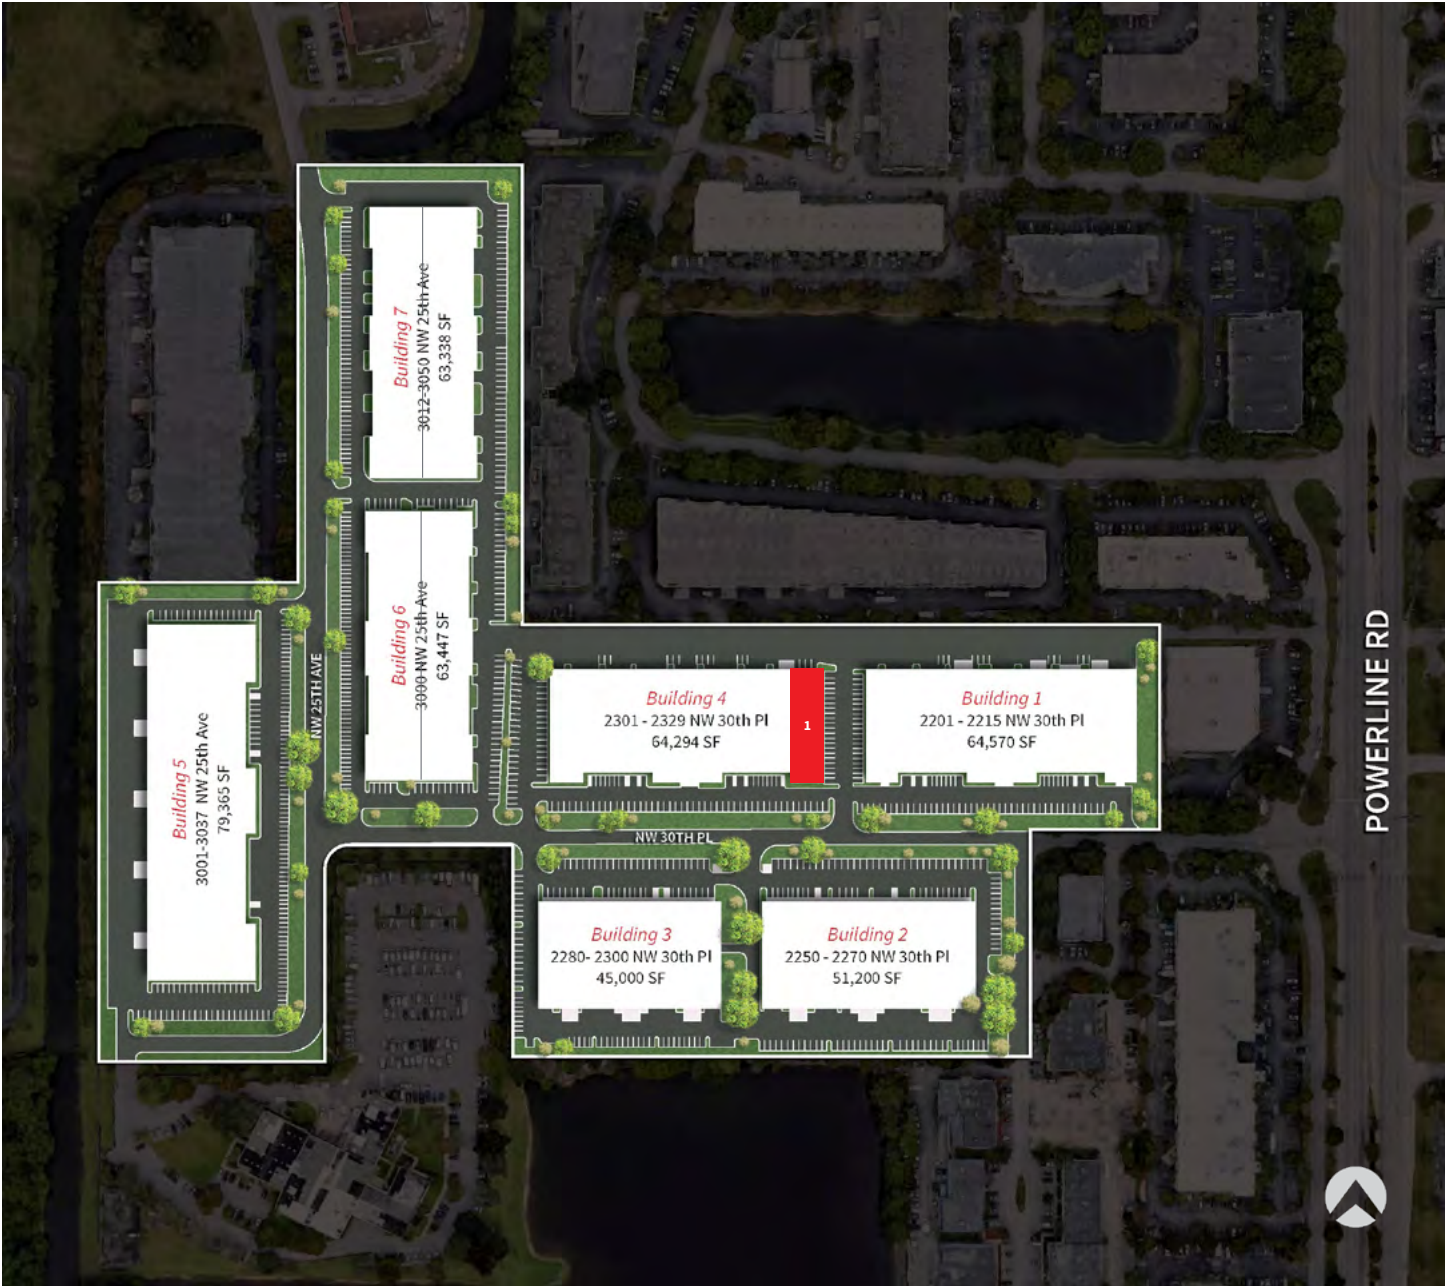 Building 7
3012-3050 NW 25th Ave
63,338 SF
Building 6
3000 NW 25th Ave
63,447 SF
NW 25TH AVE
Building 5
3001-3037 NW 25th Ave
79,365 SF
Building 4
2301 - 2329 NW 30th Pl
64,294 SF
1
Building 1
2201 - 2215 NW 30th Pl
64,570 SF
POWERLINE RD
NW 30TH PL
Building 3
2280- 2300 NW 30th Pl
45,000 SF
Building 2
2250 - 2270 NW 30th Pl
51,200 SF